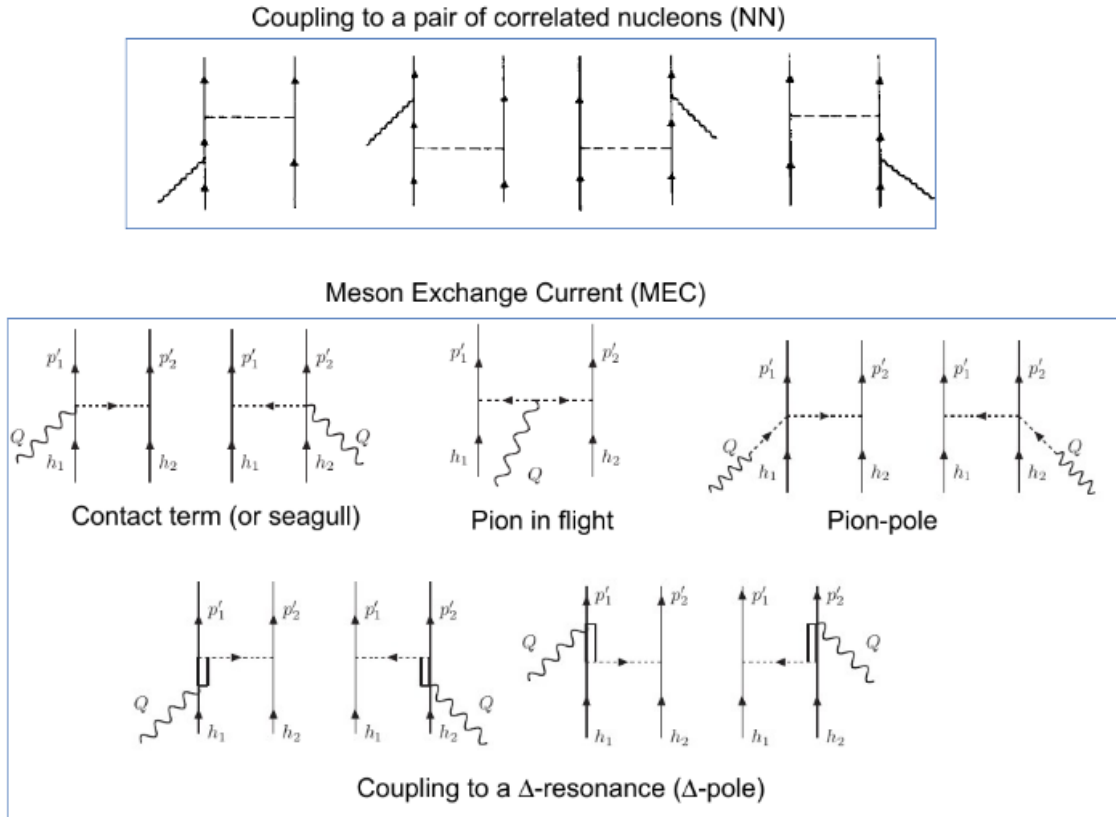 Coupling to a pair of correlated nucleons (NN)
Meson Exchange Current (MEC)
p′₁ p′₂ p′₁ p′₂
Q h₁ h₂ h₁ h₂ Q
Contact term (or seagull)
p′₁ p′₂
h₁ Q h₂
Pion in flight
p′₁ p′₂ p′₁ p′₂
Q h₁ h₂ h₁ h₂ Q
Pion-pole
p′₁ p′₂ p′₁ p′₂
Q h₁ h₂ h₁ h₂ Q
p′₁ p′₂ p′₁ p′₂
Q Q
h₁ h₂ h₁ h₂
Coupling to a Δ-resonance (Δ-pole)